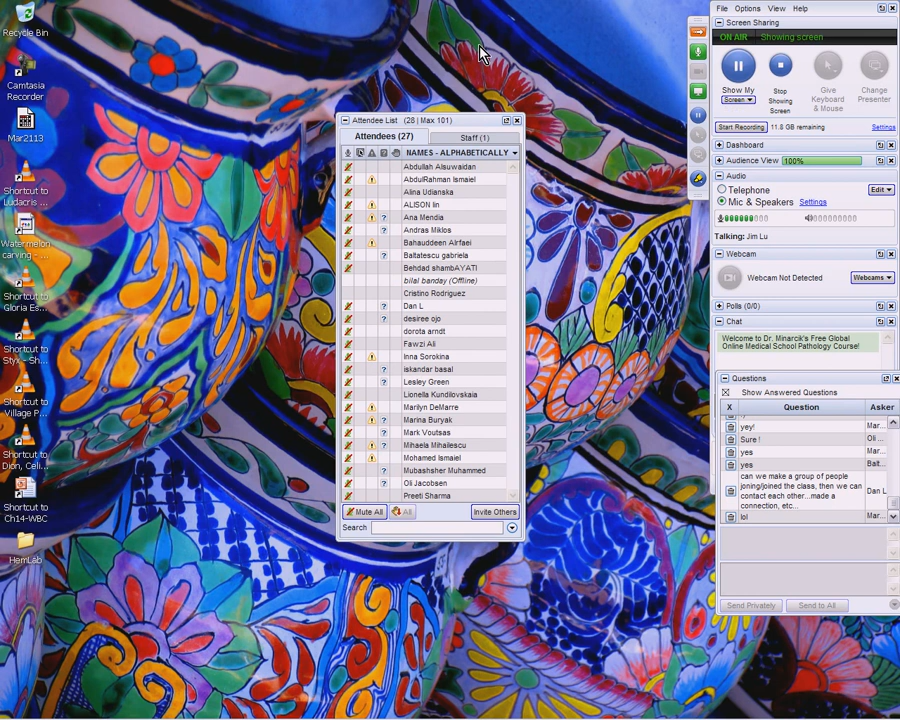 Recycle Bin
Camtasia
Recorder
Mar2113
Shortcut to
Ludacris ...
Watermelon
carving - ...
Shortcut to
Gloria Es...
Shortcut to
Styx - Sh...
Shortcut to
Village P...
Shortcut to
Dion, Celi...
Shortcut to
Ch14-WBC
HemLab
Attendee List (28 | Max 101)
Attendees (27)
Staff (1)
NAMES - ALPHABETICALLY
Abdullah Alsuwaidan
AbdulRahman Ismaiel
Alina Udianska
ALISON lin
Ana Mendia
Andras Miklos
Bahauddeen Alrfaei
Baltatescu gabriela
Behdad shambAYATI
bilal banday (Offline)
Cristino Rodriguez
Dan L
desiree ojo
dorota arndt
Fawzi Ali
Inna Sorokina
iskandar basal
Lesley Green
Lionella Kundilovskaia
Marilyn DeMarre
Marina Buryak
Mark Voutsas
Mihaela Mihailescu
Mohamed Ismaiel
Mubashsher Muhammed
Oli Jacobsen
Preeti Sharma
Mute All
All
Invite Others
Search
File Options View Help
Screen Sharing
ON AIR Showing screen
Show My
Screen
Stop
Showing
Screen
Give
Keyboard
& Mouse
Change
Presenter
Start Recording 11.8 GB remaining Settings
Dashboard
Audience View 100%
Audio
Telephone
Edit
Mic & Speakers Settings
Talking: Jim Lu
Webcam
Webcam Not Detected
Webcams
Polls (0/0)
Chat
Welcome to Dr. Minarcik's Free Global
Online Medical School Pathology Course!
Questions
Show Answered Questions
X Question Asker
yey! Mar...
Sure ! Oli ...
yes Mar...
yes Balt...
can we make a group of people
joning/joined the class, then we can
contact each other...made a
connection, etc...
Dan L
lol Mar...
Send Privately
Send to All